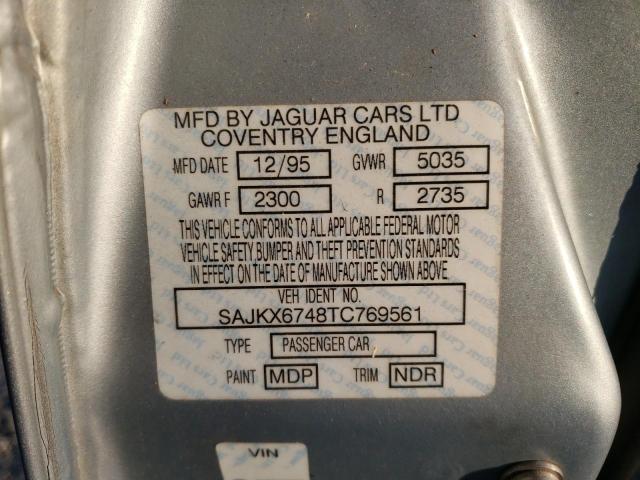 MFD BY JAGUAR CARS LTD
COVENTRY ENGLAND
MFD DATE 12/95 GVWR 5035
GAWR F 2300 R 2735
THIS VEHICLE CONFORMS TO ALL APPLICABLE FEDERAL MOTOR
VEHICLE SAFETY,BUMPER AND THEFT PREVENTION STANDARDS
IN EFFECT ON THE DATE OF MANUFACTURE SHOWN ABOVE.
VEH IDENT NO.
SAJKX6748TC769561
TYPE PASSENGER CAR
PAINT MDP TRIM NDR
VIN